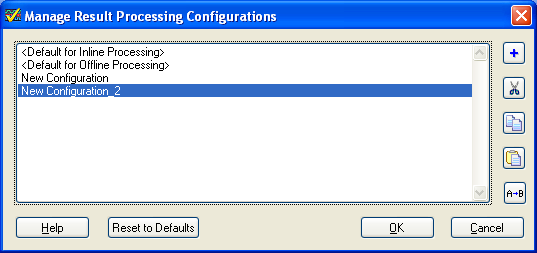 Manage Result Processing Configurations
<Default for Inline Processing>
<Default for Offline Processing>
New Configuration
New Configuration_2
A→B
Help
Reset to Defaults
OK
Cancel